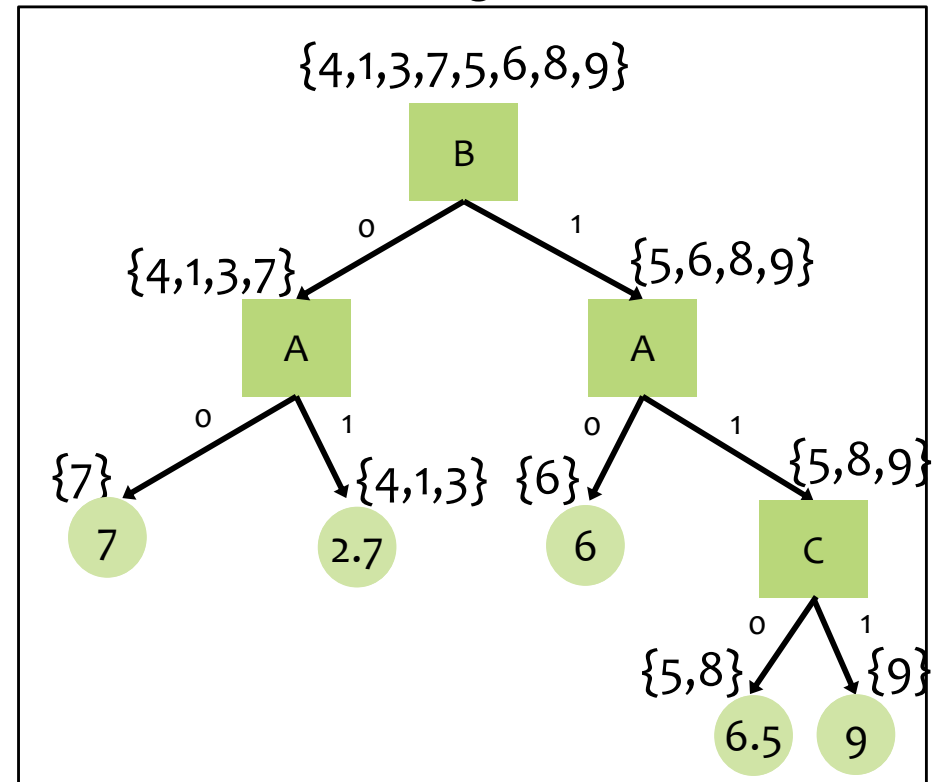 {4,1,3,7,5,6,8,9}
B
0 1
{4,1,3,7} {5,6,8,9}
A A
0 1 0 1
{7} {4,1,3} {6} {5,8,9}
7 2.7 6 C
0 1
{5,8} {9}
6.5 9